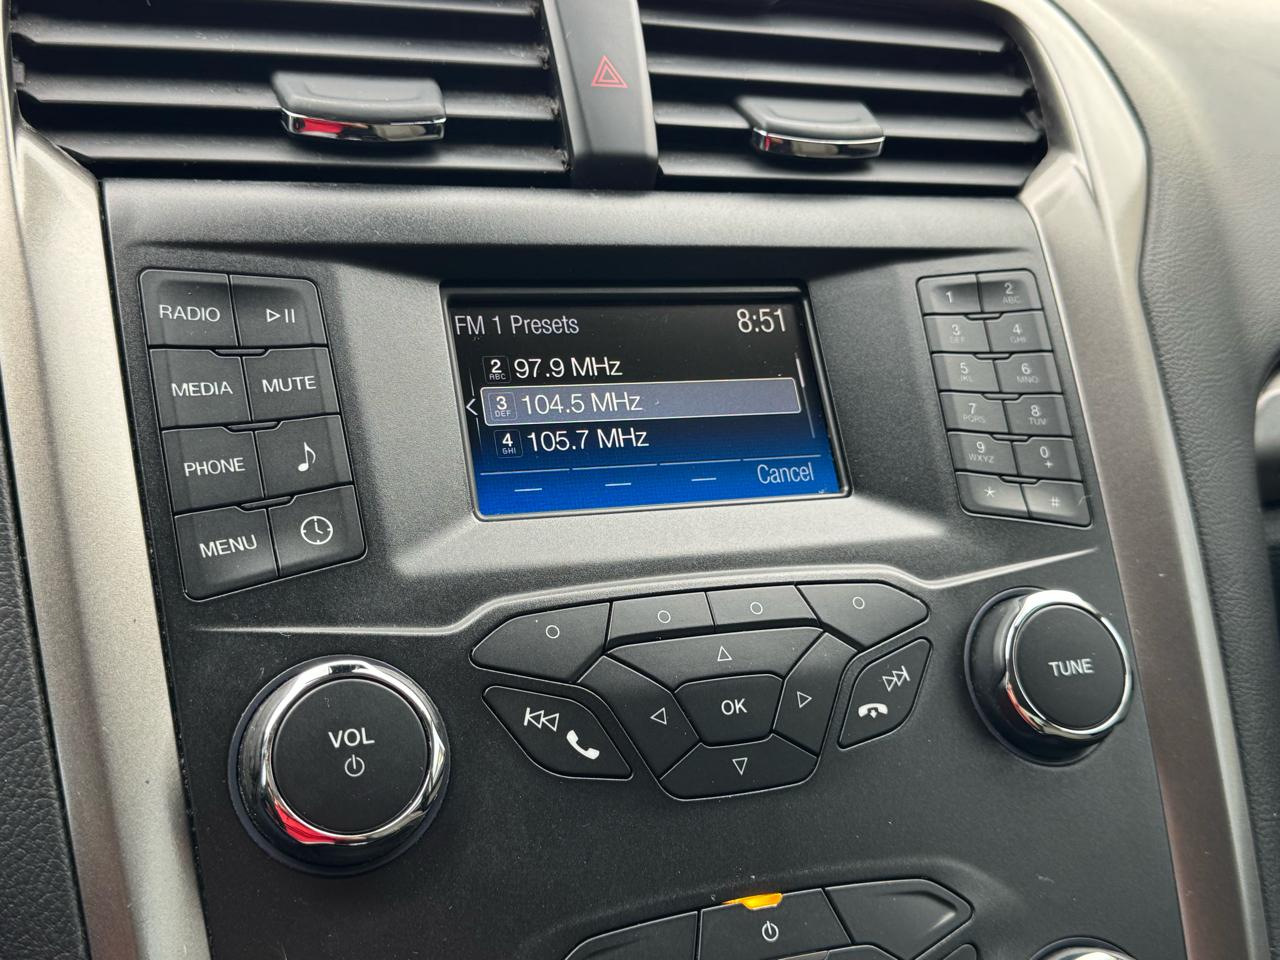 RADIO
MEDIA
MUTE
PHONE
MENU
FM 1 Presets 8:51
2 ABC 97.9 MHz
3 DEF 104.5 MHz
4 GHI 105.7 MHz
Cancel
1
2 ABC
3 DEF
4 GHI
5 JKL
6 MNO
7 PQRS
8 TUV
9 WXYZ
0 +
*
#
VOL
OK
TUNE